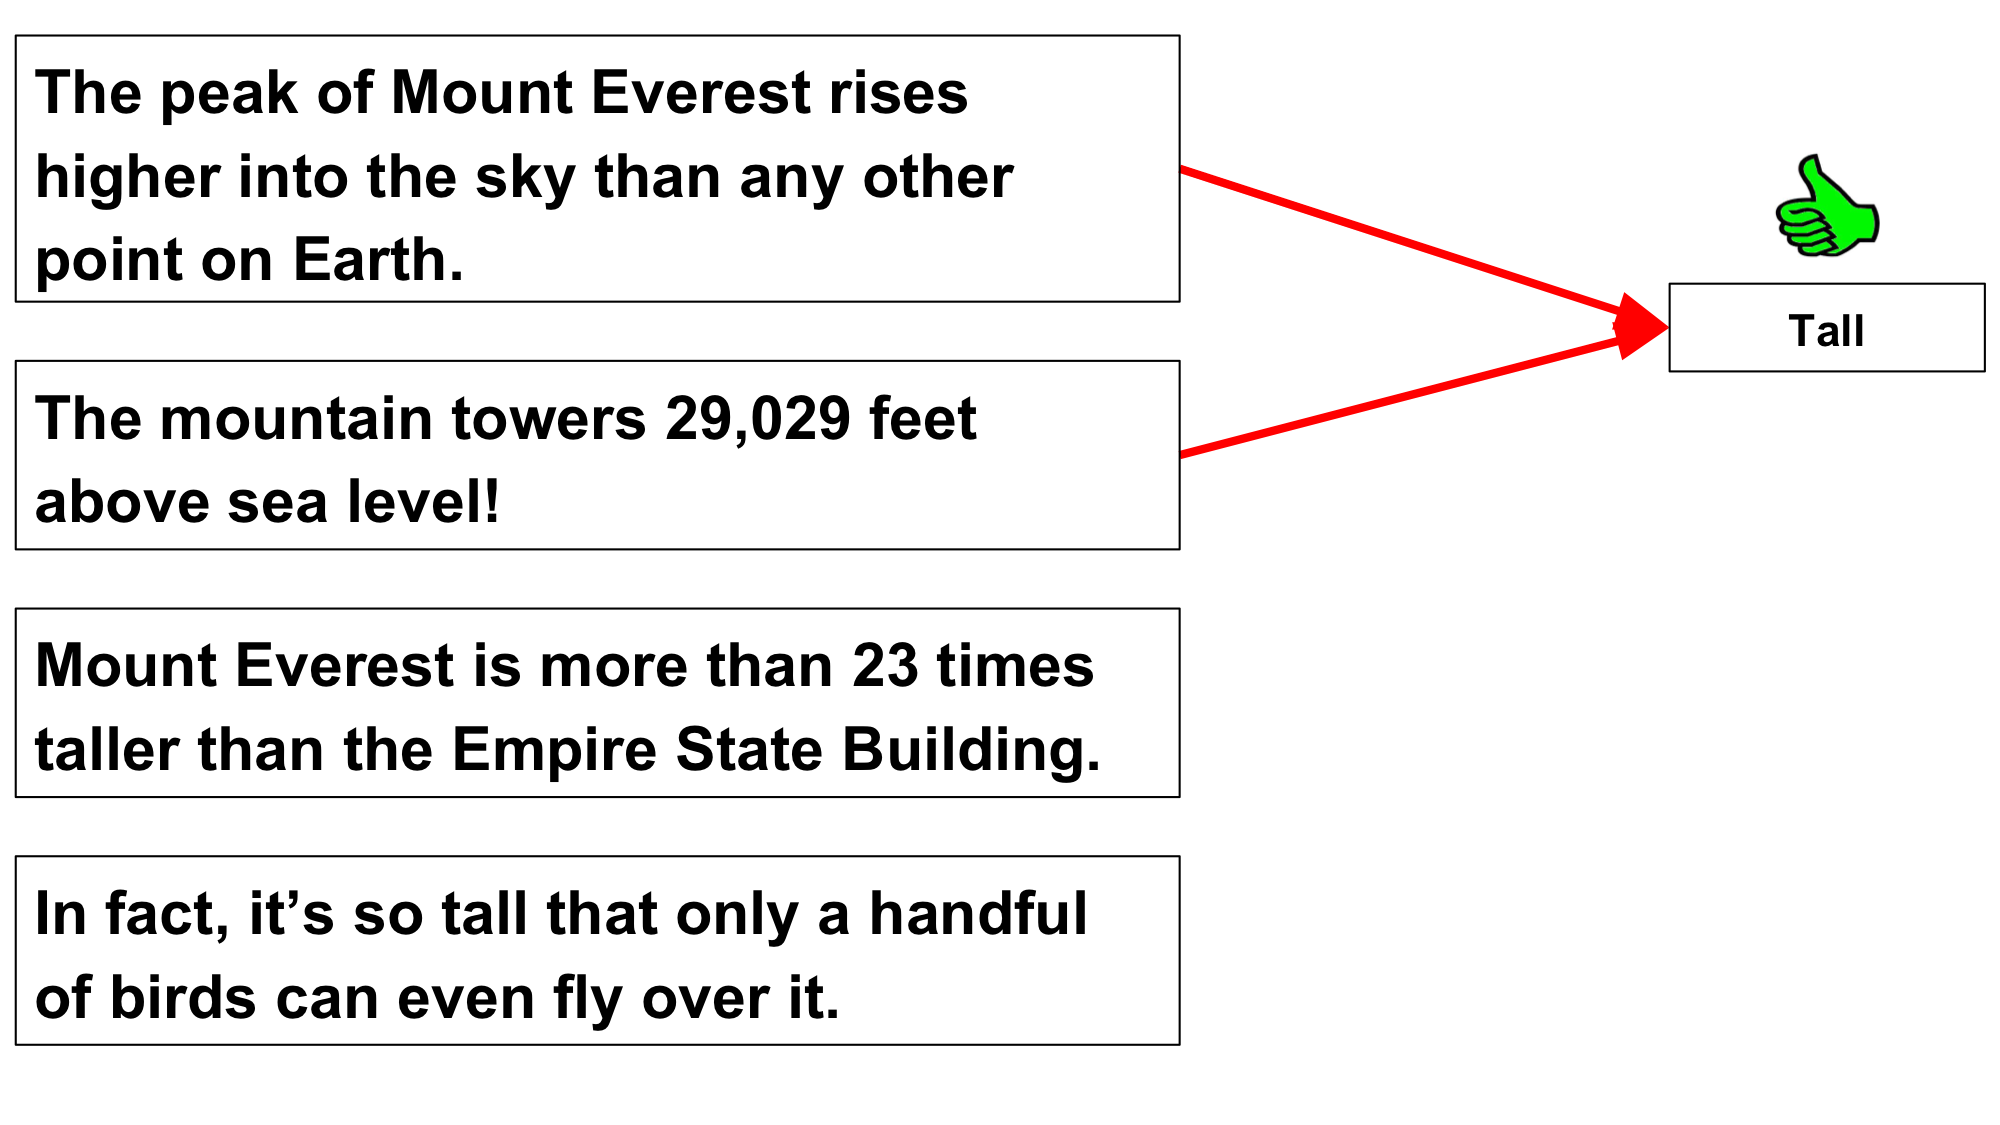 The peak of Mount Everest rises
higher into the sky than any other
point on Earth.
Tall
The mountain towers 29,029 feet
above sea level!
Mount Everest is more than 23 times
taller than the Empire State Building.
In fact, it’s so tall that only a handful
of birds can even fly over it.